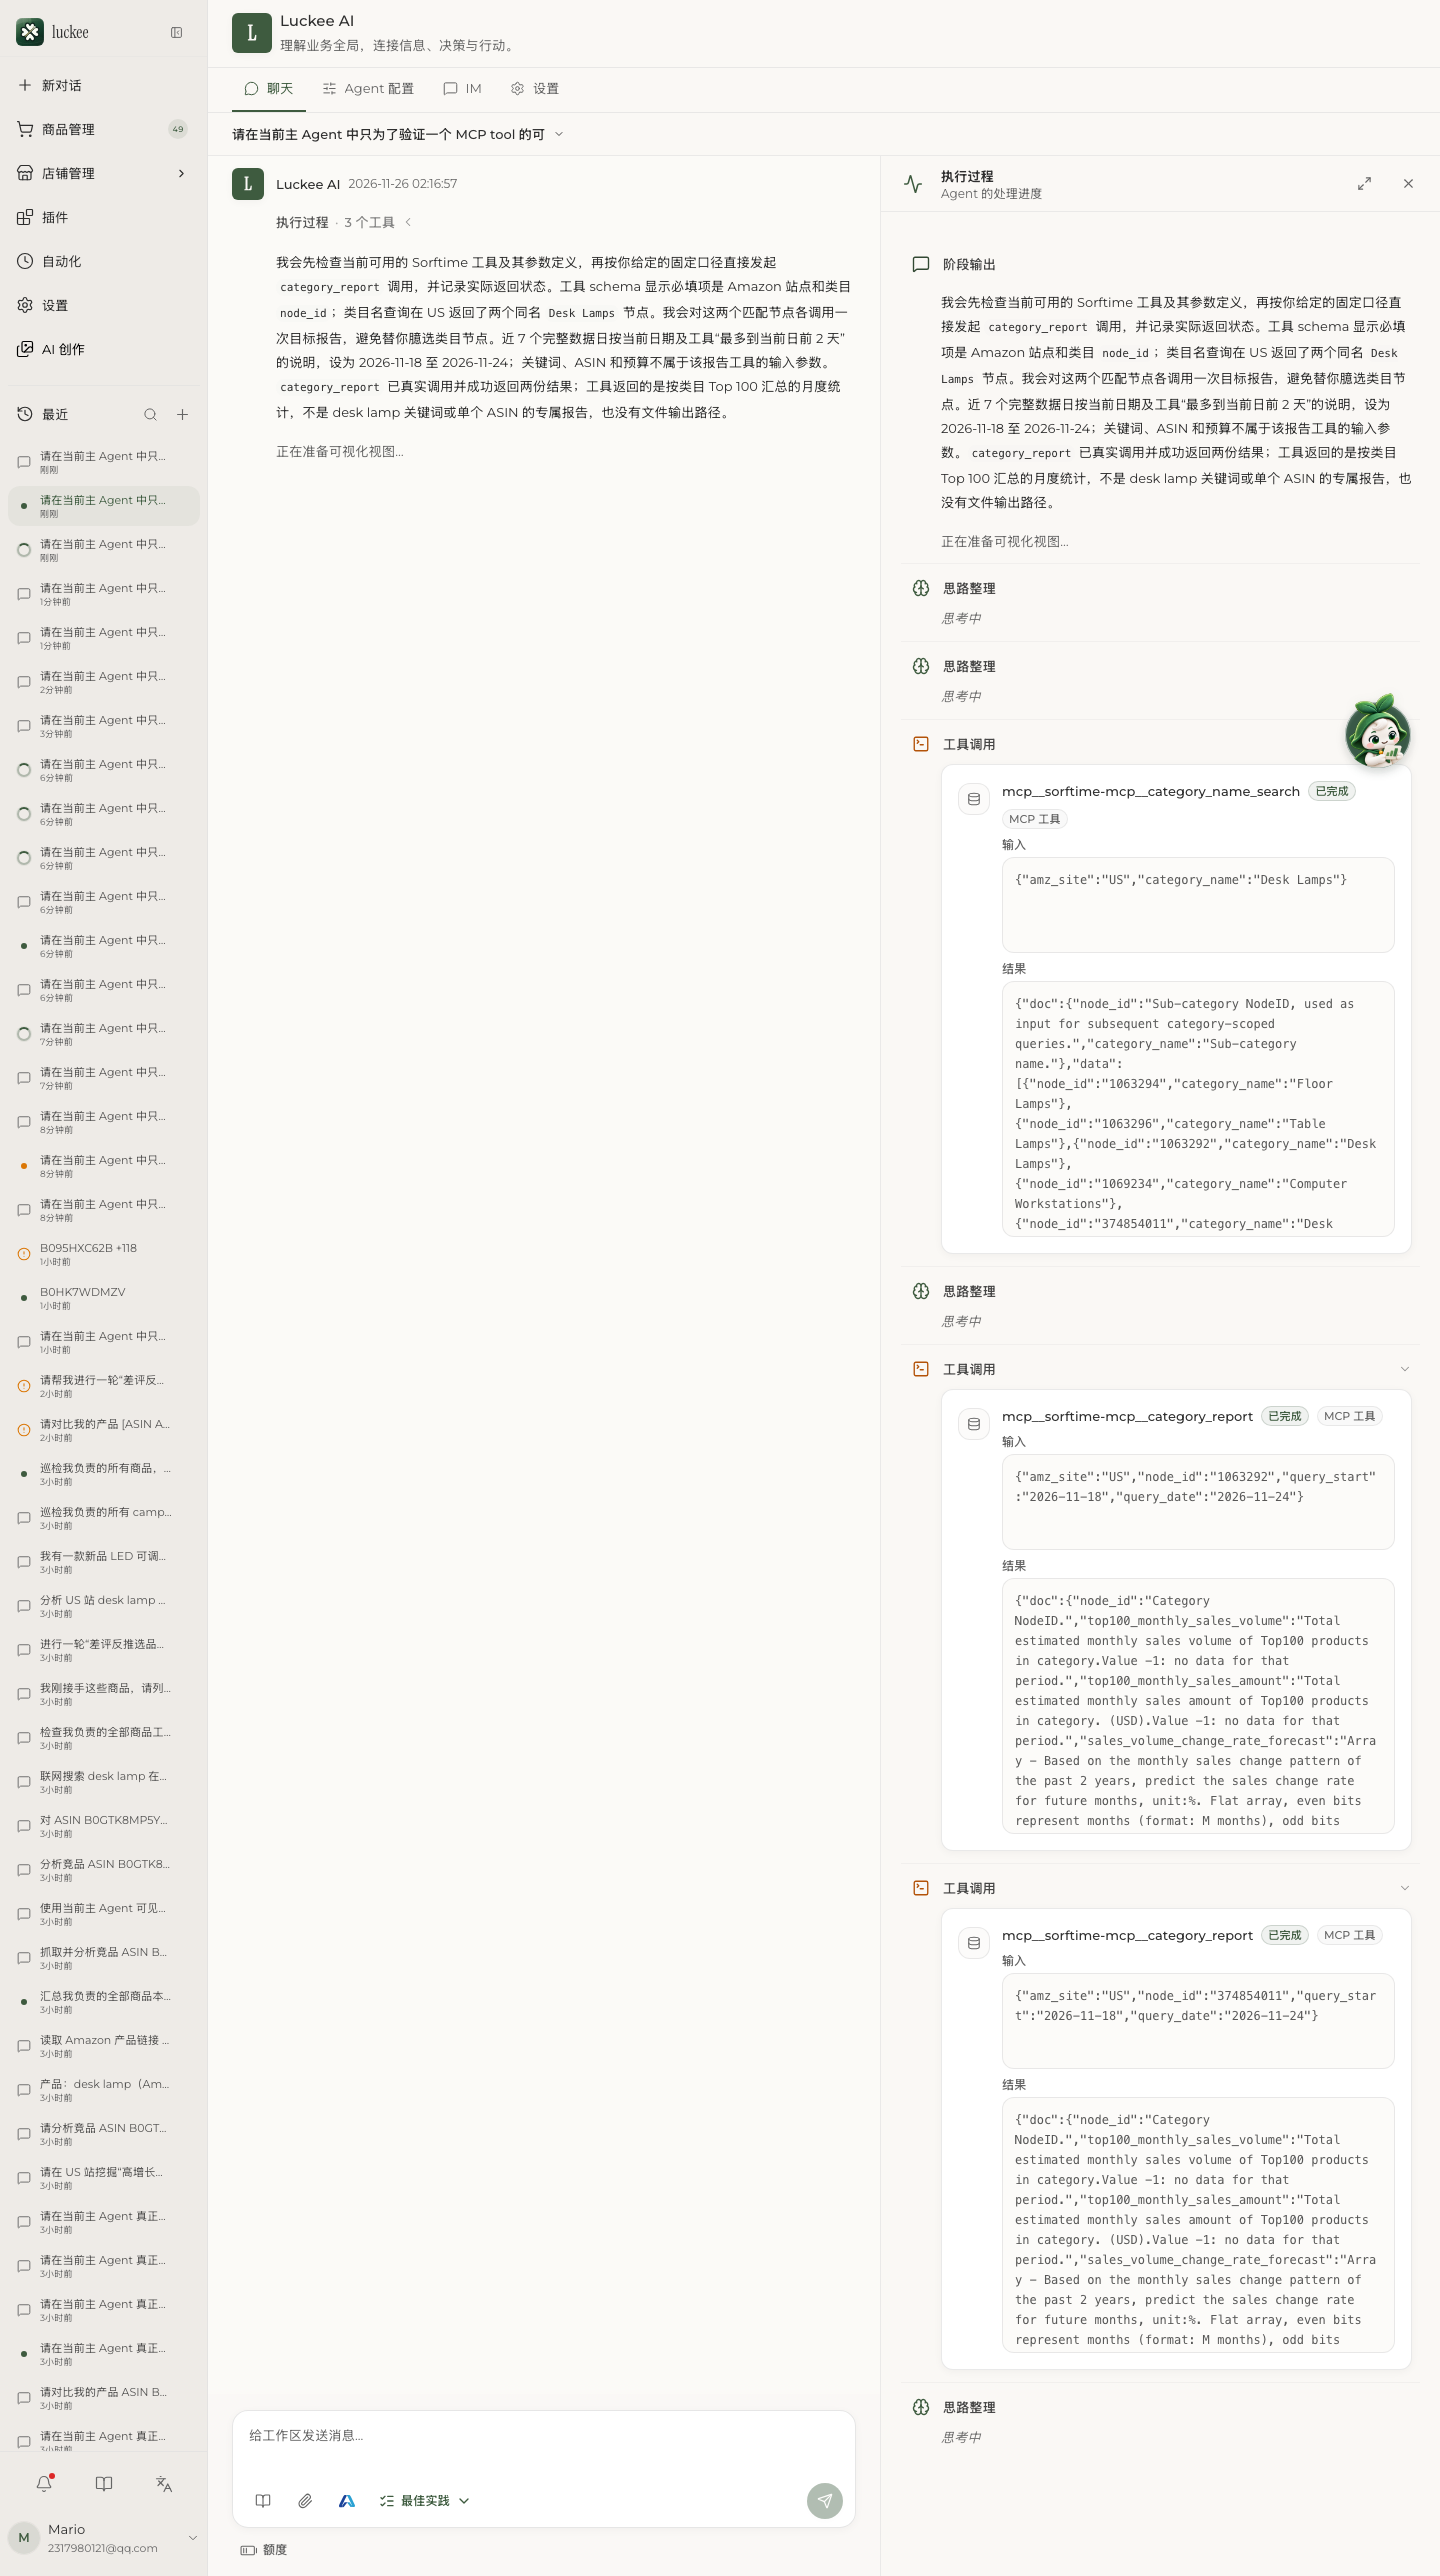 luckee
新对话
商品管理 49
店铺管理
插件
自动化
设置
AI 创作
最近
请在当前主 Agent 中只...
刚刚
请在当前主 Agent 中只...
刚刚
请在当前主 Agent 中只...
刚刚
请在当前主 Agent 中只...
1分钟前
请在当前主 Agent 中只...
1分钟前
请在当前主 Agent 中只...
2分钟前
请在当前主 Agent 中只...
3分钟前
请在当前主 Agent 中只...
6分钟前
请在当前主 Agent 中只...
6分钟前
请在当前主 Agent 中只...
6分钟前
请在当前主 Agent 中只...
6分钟前
请在当前主 Agent 中只...
6分钟前
请在当前主 Agent 中只...
6分钟前
请在当前主 Agent 中只...
7分钟前
请在当前主 Agent 中只...
7分钟前
请在当前主 Agent 中只...
8分钟前
请在当前主 Agent 中只...
8分钟前
请在当前主 Agent 中只...
8分钟前
B095HXC62B +118
1小时前
B0HK7WDMZV
1小时前
请在当前主 Agent 中只...
1小时前
请帮我进行一轮“差评反...
2小时前
请对比我的产品 [ASIN A...
2小时前
巡检我负责的所有商品，...
3小时前
巡检我负责的所有 camp...
3小时前
我有一款新品 LED 可调...
3小时前
分析 US 站 desk lamp ...
3小时前
进行一轮“差评反推选品...
3小时前
我刚接手这些商品，请列...
3小时前
检查我负责的全部商品工...
3小时前
联网搜索 desk lamp 在...
3小时前
对 ASIN B0GTK8MP5Y...
3小时前
分析竞品 ASIN B0GTK8...
3小时前
使用当前主 Agent 可见...
3小时前
抓取并分析竞品 ASIN B...
3小时前
汇总我负责的全部商品本...
3小时前
读取 Amazon 产品链接 ...
3小时前
产品：desk lamp（Am...
3小时前
请分析竞品 ASIN B0GT...
3小时前
请在 US 站挖掘“高增长...
3小时前
请在当前主 Agent 真正...
3小时前
请在当前主 Agent 真正...
3小时前
请在当前主 Agent 真正...
3小时前
请在当前主 Agent 真正...
3小时前
请对比我的产品 ASIN B...
3小时前
请在当前主 Agent 真正...
3小时前
M
Mario
2317980121@qq.com
L
Luckee AI
理解业务全局，连接信息、决策与行动。
聊天
Agent 配置
IM
设置
请在当前主 Agent 中只为了验证一个 MCP tool 的可
L
Luckee AI 2026-11-26 02:16:57
执行过程 · 3 个工具
我会先检查当前可用的 Sorftime 工具及其参数定义，再按你给定的固定口径直接发起
category_report 调用，并记录实际返回状态。工具 schema 显示必填项是 Amazon 站点和类目
node_id ；类目名查询在 US 返回了两个同名 Desk Lamps 节点。我会对这两个匹配节点各调用一
次目标报告，避免替你臆选类目。近 7 个完整数据日按当前日期及工具“最多到当前日前 2 天”
的说明，设为 2026-11-18 至 2026-11-24；关键词、ASIN 和预算不属于该报告工具的输入参数。
category_report 已真实调用并成功返回两份结果；工具返回的是按类目 Top 100 汇总的月度统
计，不是 desk lamp 关键词或单个 ASIN 的专属报告，也没有文件输出路径。
正在准备可视化视图...
给工作区发送消息...
最佳实践
额度
执行过程
Agent 的处理进度
阶段输出
我会先检查当前可用的 Sorftime 工具及其参数定义，再按你给定的固定口径直
接发起 category_report 调用，并记录实际返回状态。工具 schema 显示必填
项是 Amazon 站点和类目 node_id ；类目名查询在 US 返回了两个同名 Desk
Lamps 节点。我会对这两个匹配节点各调用一次目标报告，避免替你臆选类目节
点。近 7 个完整数据日按当前日期及工具“最多到当前日前 2 天”的说明，设为
2026-11-18 至 2026-11-24；关键词、ASIN 和预算不属于该报告工具的输入参
数。category_report 已真实调用并成功返回两份结果；工具返回的是按类目
Top 100 汇总的月度统计，不是 desk lamp 关键词或单个 ASIN 的专属报告，也
没有文件输出路径。
正在准备可视化视图...
思路整理
思考中
思路整理
思考中
工具调用
mcp__sorftime-mcp__category_name_search 已完成
MCP 工具
输入
{"amz_site":"US","category_name":"Desk Lamps"}
结果
{"doc":{"node_id":"Sub-category NodeID, used as
input for subsequent category-scoped
queries.","category_name":"Sub-category
name."},"data":
[{"node_id":"1063294","category_name":"Floor
Lamps"},
{"node_id":"1063296","category_name":"Table
Lamps"},{"node_id":"1063292","category_name":"Desk
Lamps"},
{"node_id":"1069234","category_name":"Computer
Workstations"},
{"node_id":"374854011","category_name":"Desk
思路整理
思考中
工具调用
mcp__sorftime-mcp__category_report 已完成 MCP 工具
输入
{"amz_site":"US","node_id":"1063292","query_start"
:"2026-11-18","query_date":"2026-11-24"}
结果
{"doc":{"node_id":"Category
NodeID.","top100_monthly_sales_volume":"Total
estimated monthly sales volume of Top100 products
in category.Value -1: no data for that
period.","top100_monthly_sales_amount":"Total
estimated monthly sales amount of Top100 products
in category. (USD).Value -1: no data for that
period.","sales_volume_change_rate_forecast":"Arra
y - Based on the monthly sales change pattern of
the past 2 years, predict the sales change rate
for future months, unit:%. Flat array, even bits
represent months (format: M months), odd bits
工具调用
mcp__sorftime-mcp__category_report 已完成 MCP 工具
输入
{"amz_site":"US","node_id":"374854011","query_star
t":"2026-11-18","query_date":"2026-11-24"}
结果
{"doc":{"node_id":"Category
NodeID.","top100_monthly_sales_volume":"Total
estimated monthly sales volume of Top100 products
in category.Value -1: no data for that
period.","top100_monthly_sales_amount":"Total
estimated monthly sales amount of Top100 products
in category. (USD).Value -1: no data for that
period.","sales_volume_change_rate_forecast":"Arra
y - Based on the monthly sales change pattern of
the past 2 years, predict the sales change rate
for future months, unit:%. Flat array, even bits
represent months (format: M months), odd bits
思路整理
思考中